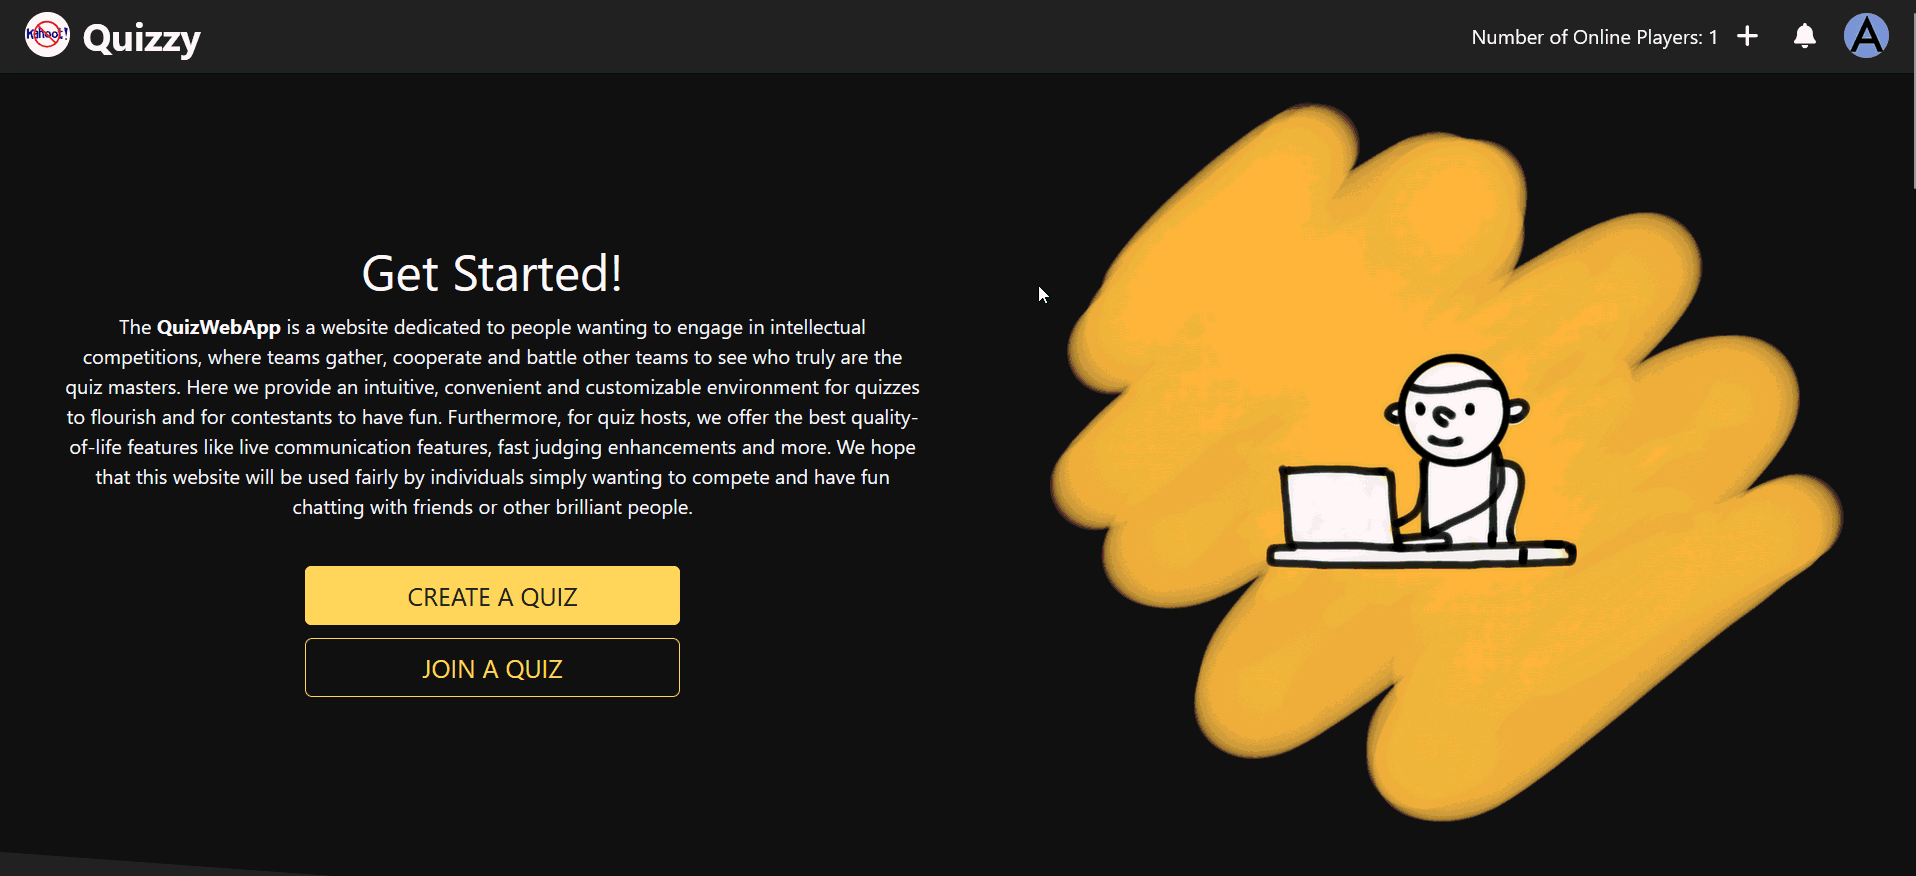 Kahoot!
Quizzy
Number of Online Players: 1
A
Get Started!
The QuizWebApp is a website dedicated to people wanting to engage in intellectual
competitions, where teams gather, cooperate and battle other teams to see who truly are the
quiz masters. Here we provide an intuitive, convenient and customizable environment for quizzes
to flourish and for contestants to have fun. Furthermore, for quiz hosts, we offer the best quality-
of-life features like live communication features, fast judging enhancements and more. We hope
that this website will be used fairly by individuals simply wanting to compete and have fun
chatting with friends or other brilliant people.
CREATE A QUIZ
JOIN A QUIZ